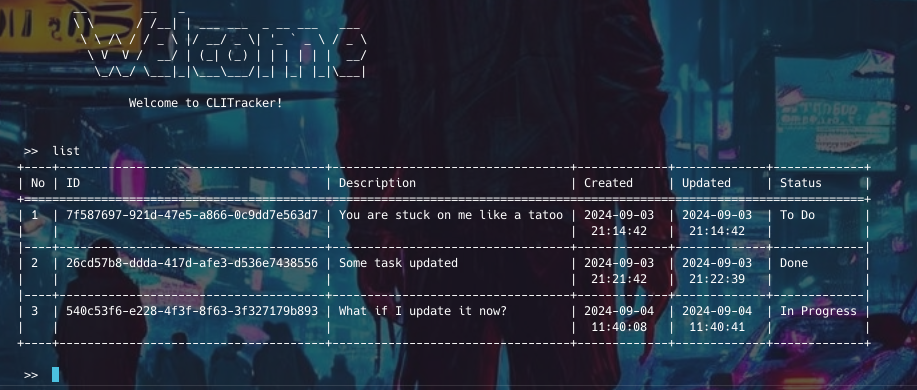 Welcome
Welcome to CLITracker!
>> list
No ID Description Created Updated Status
1 7f587697-921d-47e5-a866-0c9dd7e563d7 You are stuck on me like a tatoo 2024-09-03 2024-09-03 To Do
21:14:42 21:14:42
2 26cd57b8-ddda-417d-afe3-d536e7438556 Some task updated 2024-09-03 2024-09-03 Done
21:21:42 21:22:39
3 540c53f6-e228-4f3f-8f63-3f327179b893 What if I update it now? 2024-09-04 2024-09-04 In Progress
11:40:08 11:40:41
>>